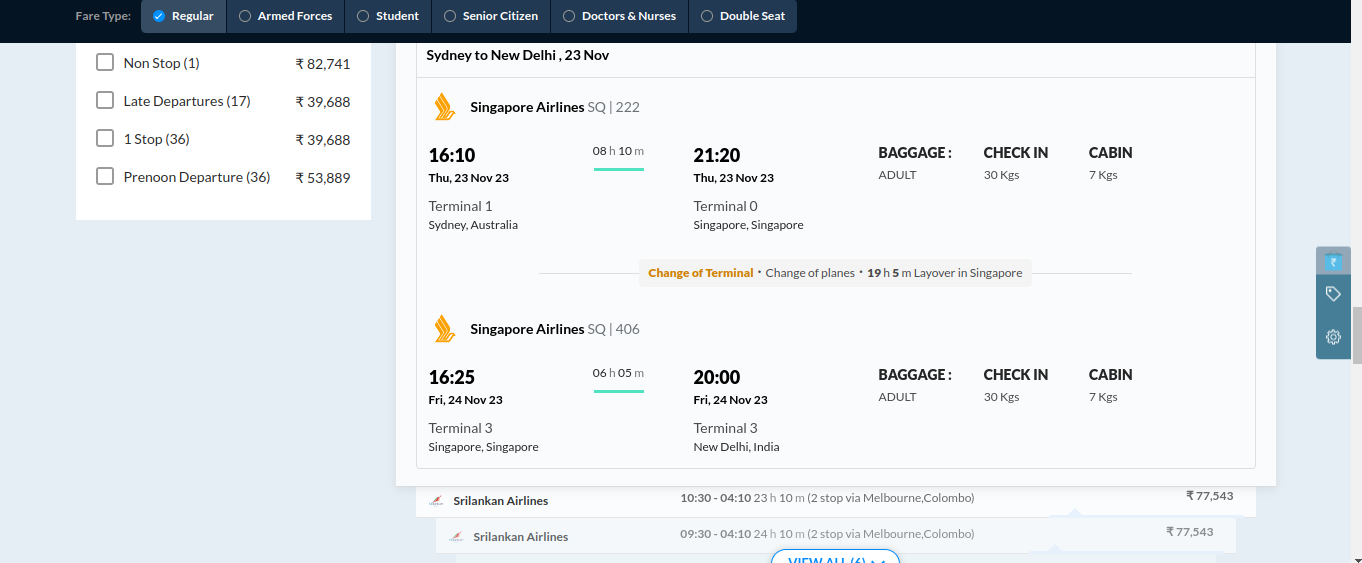 Fare Type: Regular Armed Forces Student Senior Citizen Doctors & Nurses Double Seat
Non Stop (1) ₹ 82,741
Late Departures (17) ₹ 39,688
1 Stop (36) ₹ 39,688
Prenoon Departure (36) ₹ 53,889
Sydney to New Delhi , 23 Nov
Singapore Airlines SQ | 222
16:10 08 h 10 m 21:20 BAGGAGE : CHECK IN CABIN
Thu, 23 Nov 23 Thu, 23 Nov 23 ADULT 30 Kgs 7 Kgs
Terminal 1 Terminal 0
Sydney, Australia Singapore, Singapore
Change of Terminal • Change of planes • 19 h 5 m Layover in Singapore
Singapore Airlines SQ | 406
16:25 06 h 05 m 20:00 BAGGAGE : CHECK IN CABIN
Fri, 24 Nov 23 Fri, 24 Nov 23 ADULT 30 Kgs 7 Kgs
Terminal 3 Terminal 3
Singapore, Singapore New Delhi, India
Srilankan Airlines 10:30 - 04:10 23 h 10 m (2 stop via Melbourne,Colombo) ₹ 77,543
Srilankan Airlines 09:30 - 04:10 24 h 10 m (2 stop via Melbourne,Colombo) ₹ 77,543
VIEW ALL (6)
₹